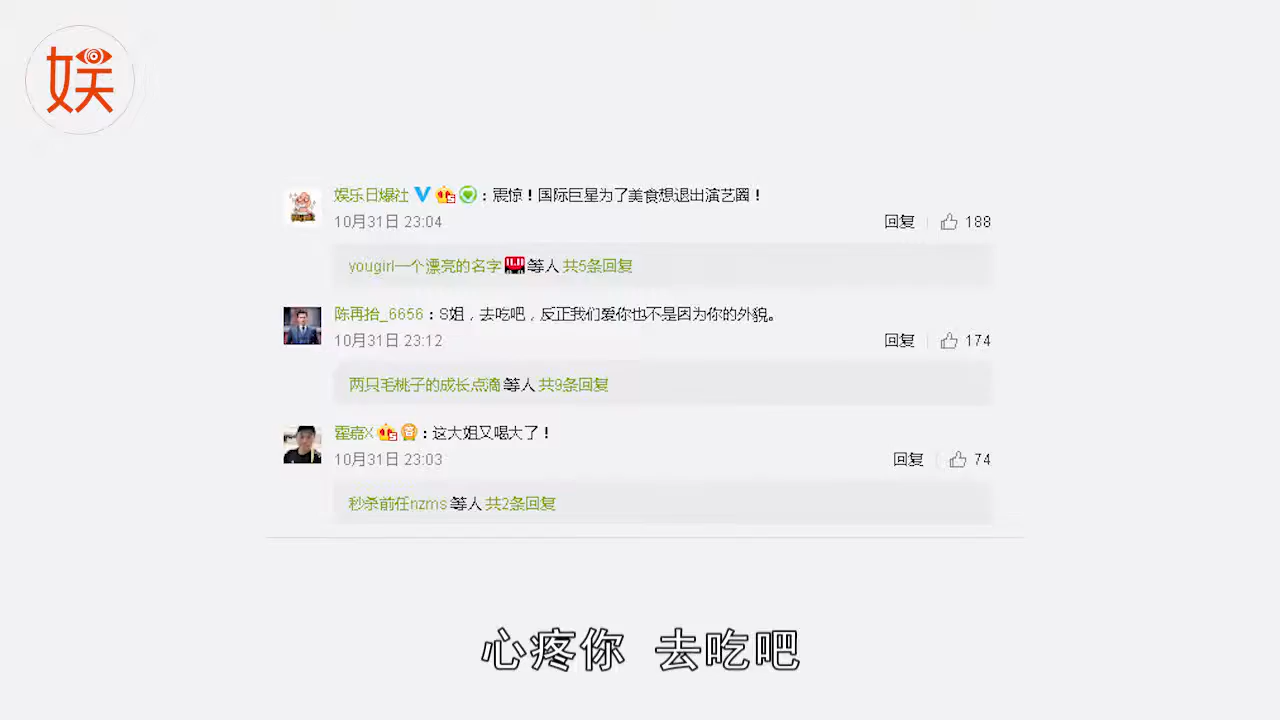 娱
娱乐日爆社：震惊！国际巨星为了美食想退出演艺圈！
10月31日 23:04
回复 188
yougirl一个漂亮的名字等人共5条回复
陈再抬_6656：S姐，去吃吧，反正我们爱你也不是因为你的外貌。
10月31日 23:12
回复 174
两只毛桃子的成长点滴等人共9条回复
霍嘉X：这大姐又喝大了！
10月31日 23:03
回复 74
秒杀前任nzms等人共2条回复
心疼你 去吃吧